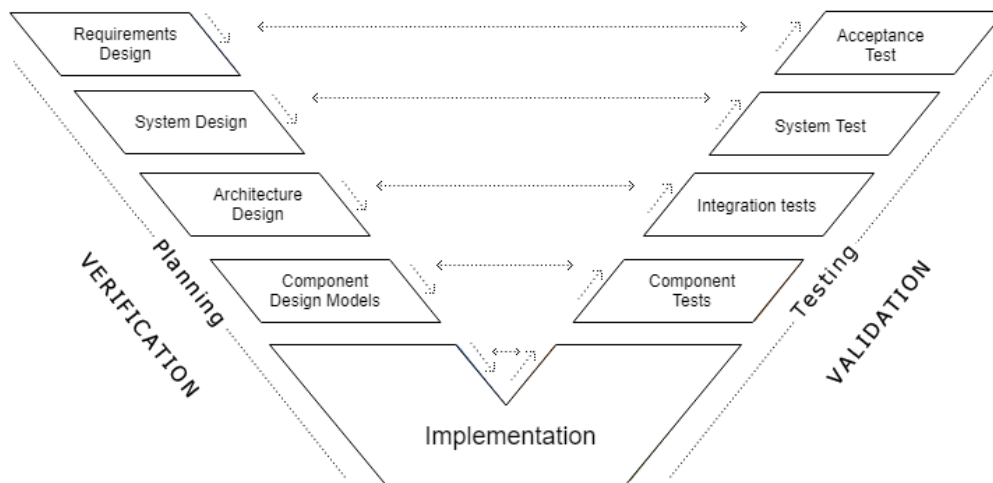 Requirements
Design
Acceptance
Test
System Design
System Test
Architecture
Design
Integration tests
Planning
Testing
VERIFICATION
VALIDATION
Component
Design Models
Component
Tests
Implementation